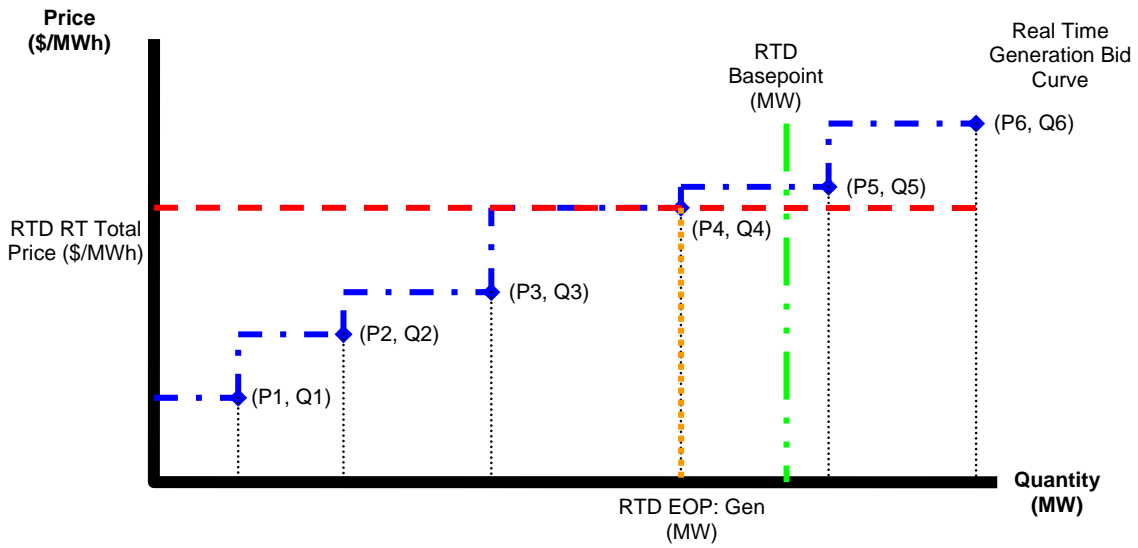 Price
($/MWh)
Real Time
Generation Bid
Curve
RTD
Basepoint
(MW)
(P6, Q6)
(P5, Q5)
RTD RT Total
Price ($/MWh)
(P4, Q4)
(P3, Q3)
(P2, Q2)
(P1, Q1)
Quantity
(MW)
RTD EOP: Gen
(MW)